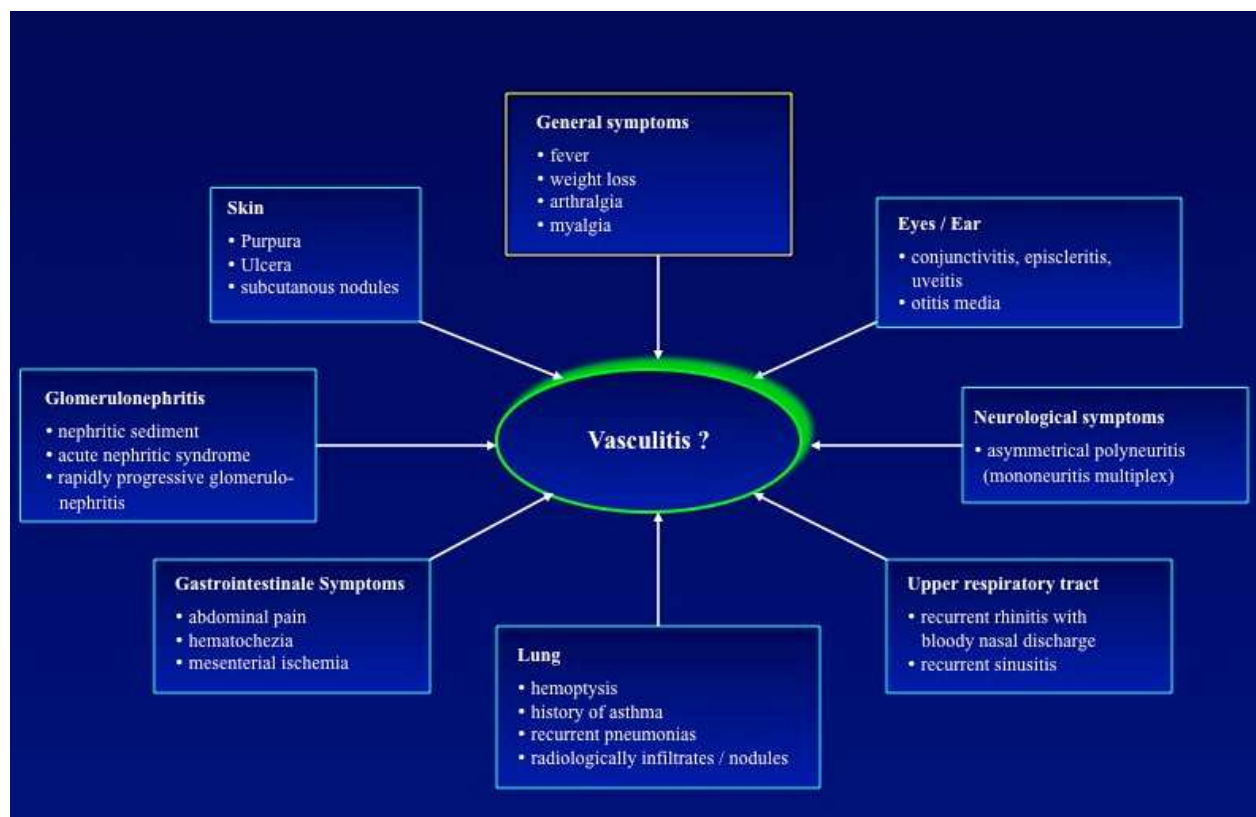 General symptoms
• fever
• weight loss
• arthralgia
• myalgia
Skin
• Purpura
• Ulcera
• subcutanous nodules
Eyes / Ear
• conjunctivitis, episcleritis,
uveitis
• otitis media
Glomerulonephritis
• nephritic sediment
• acute nephritic syndrome
• rapidly progressive glomerulo-
nephritis
Vasculitis ?
Neurological symptoms
• asymmetrical polyneuritis
(mononeuritis multiplex)
Gastrointestinale Symptoms
• abdominal pain
• hematochezia
• mesenterial ischemia
Lung
• hemoptysis
• history of asthma
• recurrent pneumonias
• radiologically infiltrates / nodules
Upper respiratory tract
• recurrent rhinitis with
bloody nasal discharge
• recurrent sinusitis